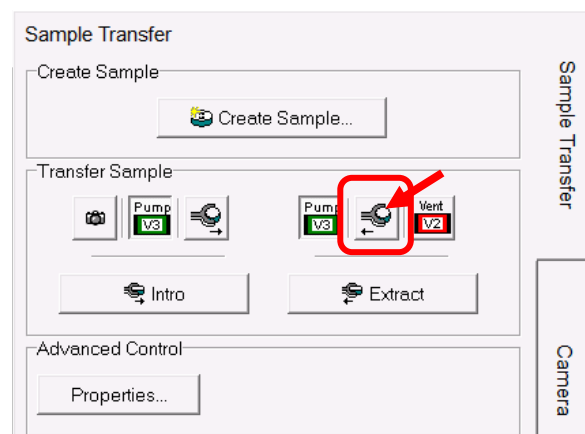 Sample Transfer
Create Sample
Create Sample...
Transfer Sample
Pump
V3
Pump
V3
Vent
V2
Intro
Extract
Advanced Control
Properties...
Sample Transfer
Camera